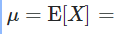 μ = E[X] =